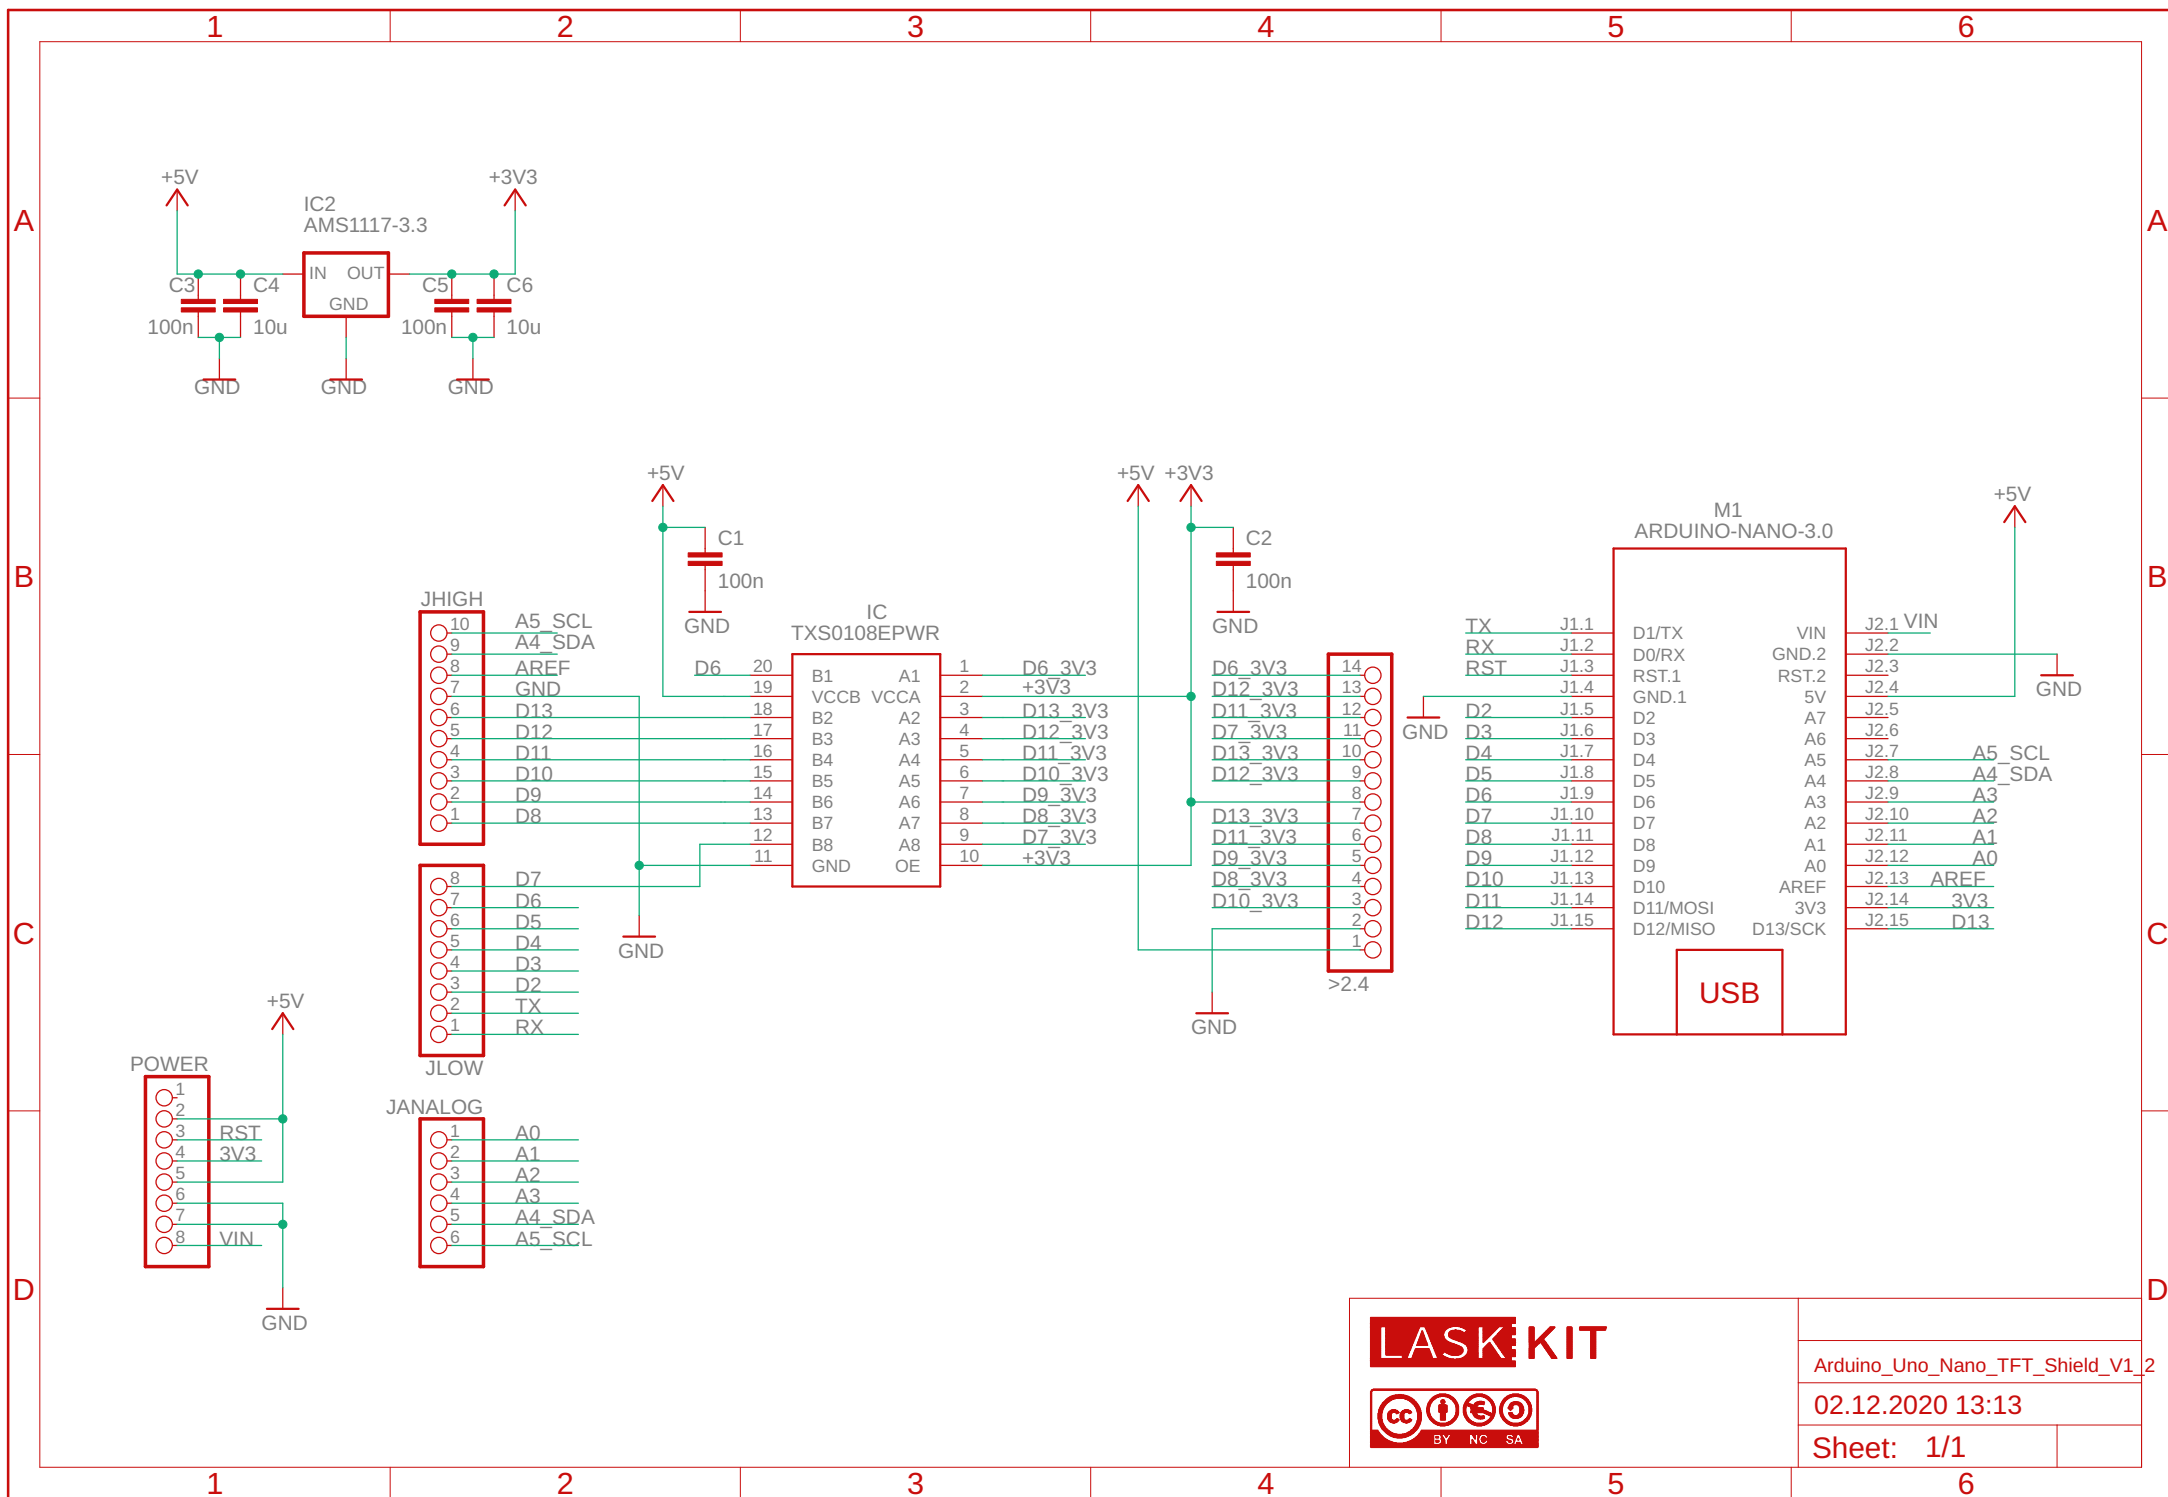 1 2 3 4 5 6
A A
B B
C C
D D
+5V
+3V3
IC2
AMS1117-3.3
IN OUT
GND
C3
100n
C4
10u
C5
100n
C6
10u
GND
GND
GND
+5V
C1
100n
GND
+5V +3V3
C2
100n
GND
JHIGH
10 A5_SCL
9 A4_SDA
8 AREF
7 GND
6 D13
5 D12
4 D11
3 D10
2 D9
1 D8
8 D7
7 D6
6 D5
5 D4
4 D3
3 D2
2 TX
1 RX
JLOW
GND
IC
TXS0108EPWR
D6 20 B1 A1 1 D6_3V3
19 VCCB VCCA 2 +3V3
18 B2 A2 3 D13_3V3
17 B3 A3 4 D12_3V3
16 B4 A4 5 D11_3V3
15 B5 A5 6 D10_3V3
14 B6 A6 7 D9_3V3
13 B7 A7 8 D8_3V3
12 B8 A8 9 D7_3V3
11 GND OE 10 +3V3
D6_3V3 14
D12_3V3 13
D11_3V3 12
D7_3V3 11
D13_3V3 10
D12_3V3 9
8
D13_3V3 7
D11_3V3 6
D9_3V3 5
D8_3V3 4
D10_3V3 3
2
1
>2.4
GND
M1
ARDUINO-NANO-3.0
+5V
TX J1.1 D1/TX VIN J2.1 VIN
RX J1.2 D0/RX GND.2 J2.2
RST J1.3 RST.1 RST.2 J2.3
J1.4 GND.1 5V J2.4
D2 J1.5 D2 A7 J2.5
D3 J1.6 D3 A6 J2.6
D4 J1.7 D4 A5 J2.7 A5_SCL
D5 J1.8 D5 A4 J2.8 A4_SDA
D6 J1.9 D6 A3 J2.9 A3
D7 J1.10 D7 A2 J2.10 A2
D8 J1.11 D8 A1 J2.11 A1
D9 J1.12 D9 A0 J2.12 A0
D10 J1.13 D10 AREF J2.13 AREF
D11 J1.14 D11/MOSI 3V3 J2.14 3V3
D12 J1.15 D12/MISO D13/SCK J2.15 D13
GND
GND
USB
+5V
POWER
1
2
3 RST
4 3V3
5
6
7
8 VIN
GND
JANALOG
1 A0
2 A1
3 A2
4 A3
5 A4_SDA
6 A5_SCL
LASKKIT
cc
BY NC SA
Arduino_Uno_Nano_TFT_Shield_V1_2
02.12.2020 13:13
Sheet: 1/1
1 2 3 4 5 6